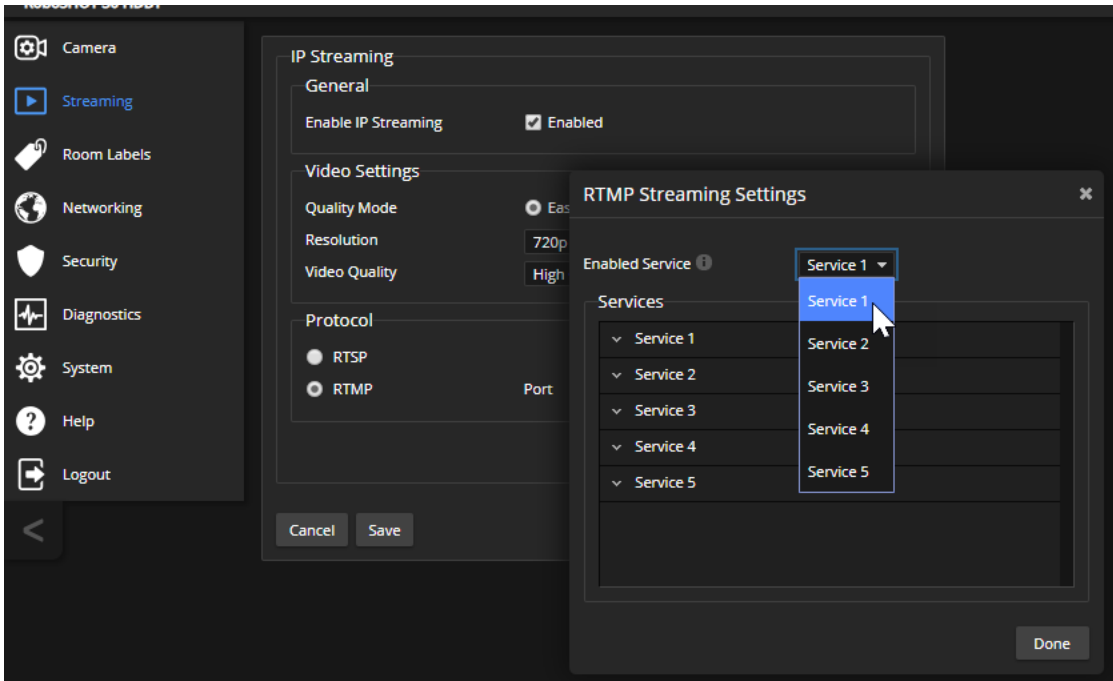 Camera
Streaming
Room Labels
Networking
Security
Diagnostics
System
Help
Logout
<
IP Streaming
General
Enable IP Streaming Enabled
Video Settings
Quality Mode
Resolution 720p
Video Quality High
Protocol
RTSP
RTMP Port
Cancel Save
RTMP Streaming Settings
Enabled Service Service 1
Services
Service 1
Service 2
Service 3
Service 4
Service 5
Service 1
Service 2
Service 3
Service 4
Service 5
Done